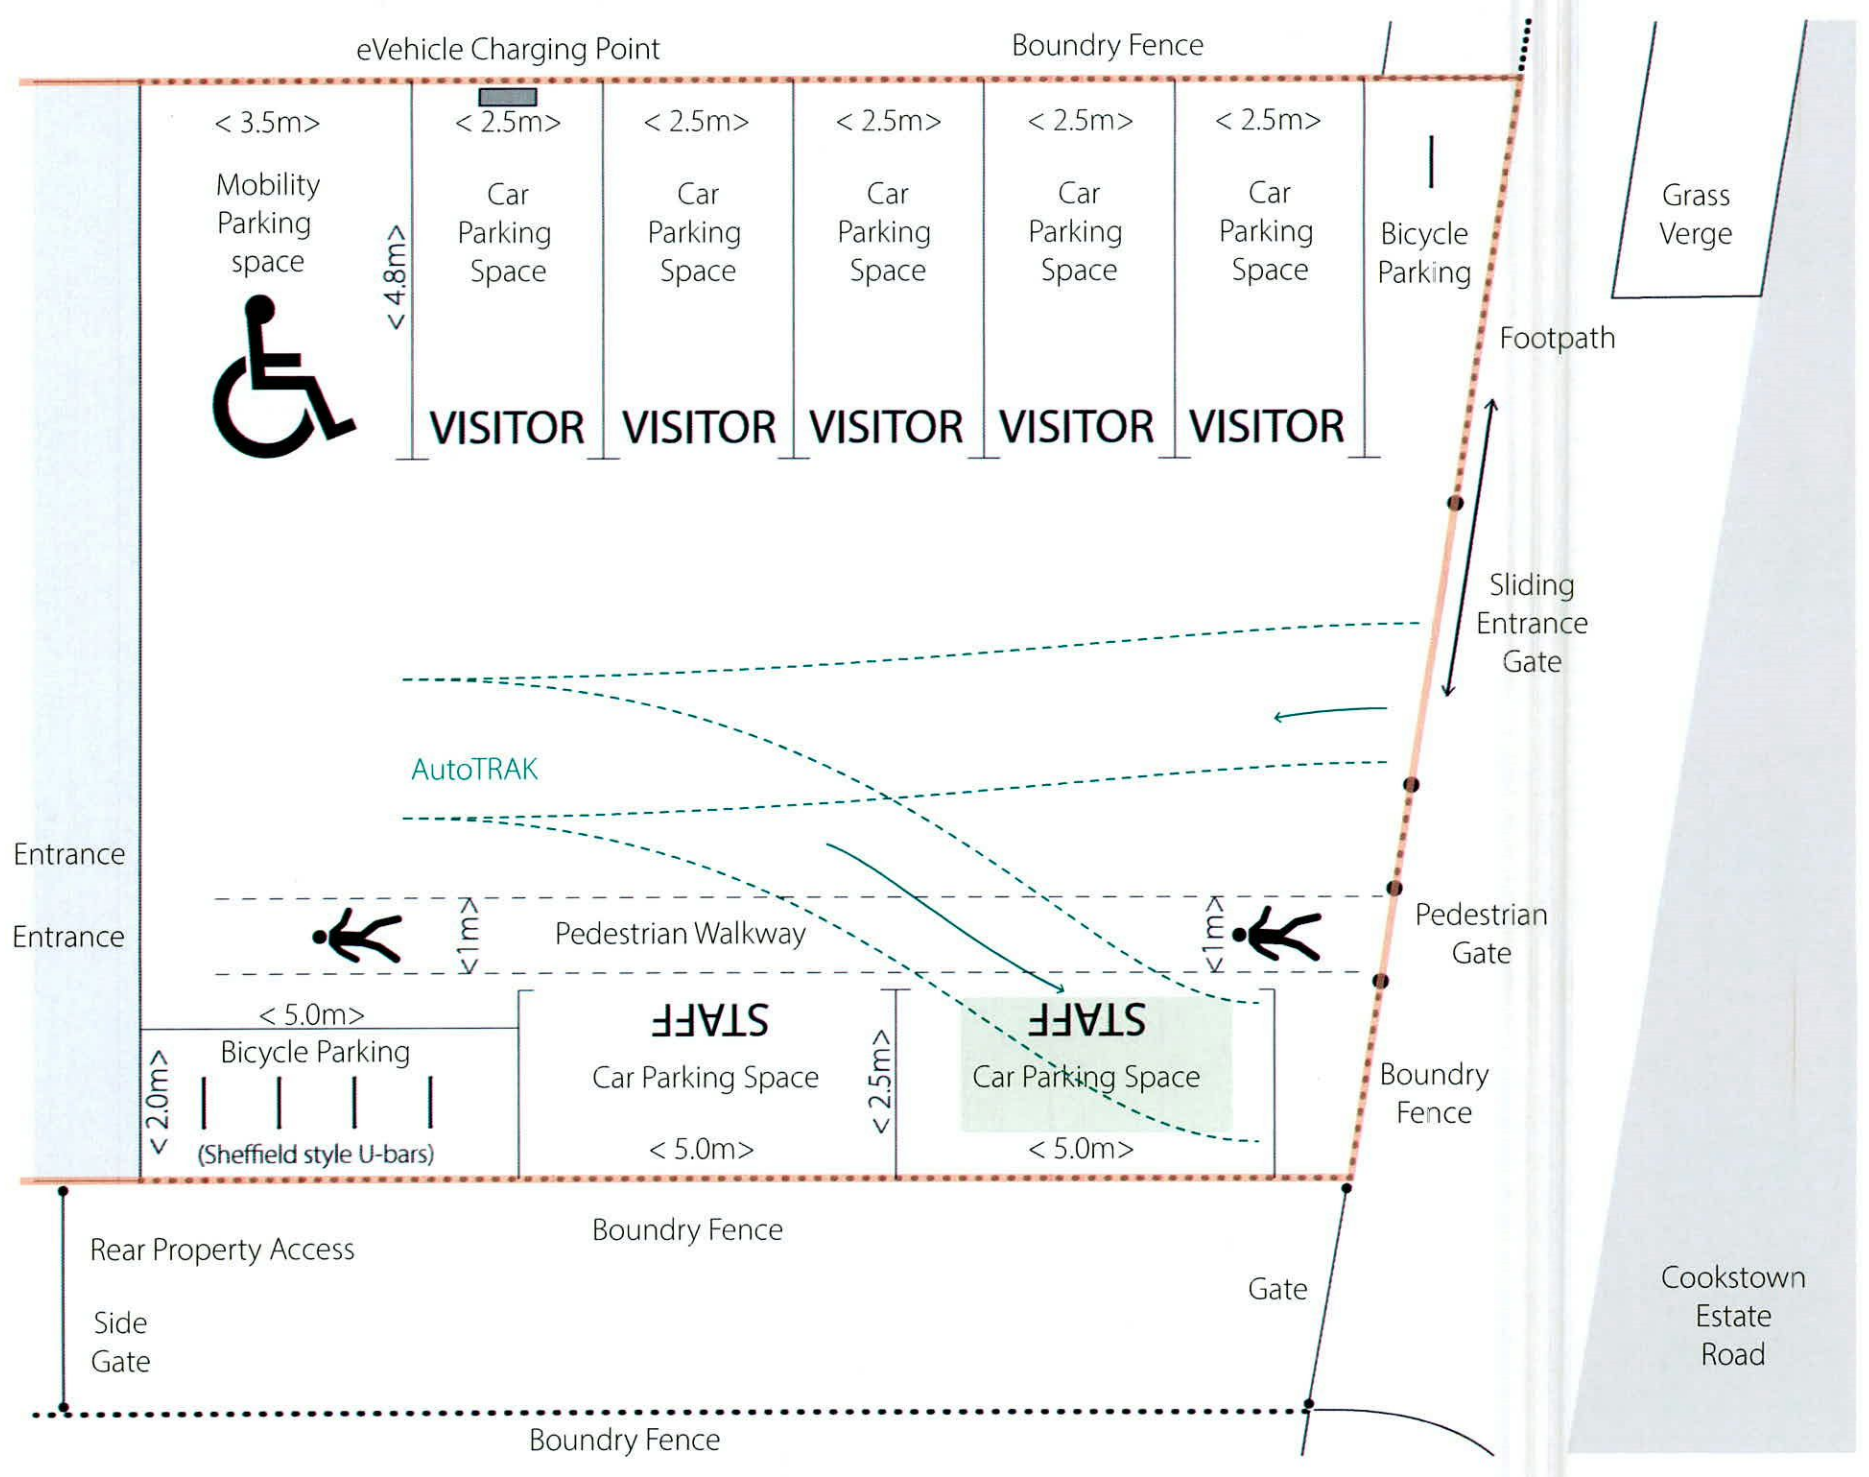 eVehicle Charging Point
Boundry Fence
< 3.5m>
< 2.5m>
< 2.5m>
< 2.5m>
< 2.5m>
< 2.5m>
Mobility
Parking
space
Car
Parking
Space
Car
Parking
Space
Car
Parking
Space
Car
Parking
Space
Car
Parking
Space
Bicycle
Parking
Grass
Verge
< 4.8m>
Footpath
VISITOR
VISITOR
VISITOR
VISITOR
VISITOR
Sliding
Entrance
Gate
AutoTRAK
Entrance
Entrance
<1m>
Pedestrian Walkway
<1m>
Pedestrian
Gate
< 5.0m>
Bicycle Parking
< 2.0m>
(Sheffield style U-bars)
STAFF
Car Parking Space
< 5.0m>
< 2.5m>
STAFF
Car Parking Space
< 5.0m>
Boundry
Fence
Boundry Fence
Rear Property Access
Side
Gate
Gate
Cookstown
Estate
Road
Boundry Fence